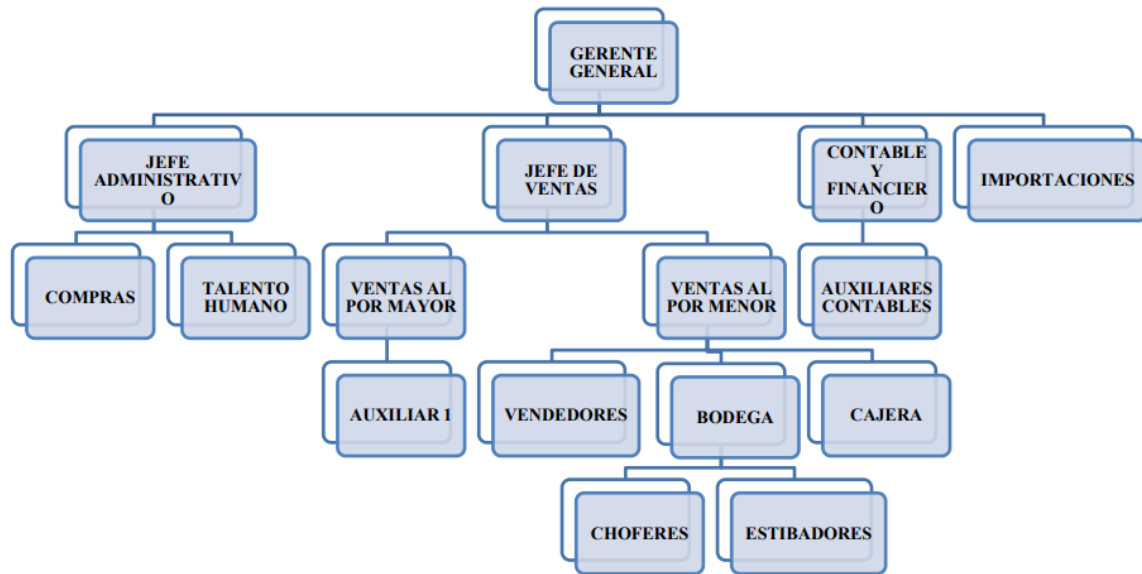 GERENTE
GENERAL
JEFE
ADMINISTRATIV
O
JEFE DE
VENTAS
CONTABLE
Y
FINANCIER
O
IMPORTACIONES
COMPRAS
TALENTO
HUMANO
VENTAS AL
POR MAYOR
VENTAS AL
POR MENOR
AUXILIARES
CONTABLES
AUXILIAR 1
VENDEDORES
BODEGA
CAJERA
CHOFERES
ESTIBADORES